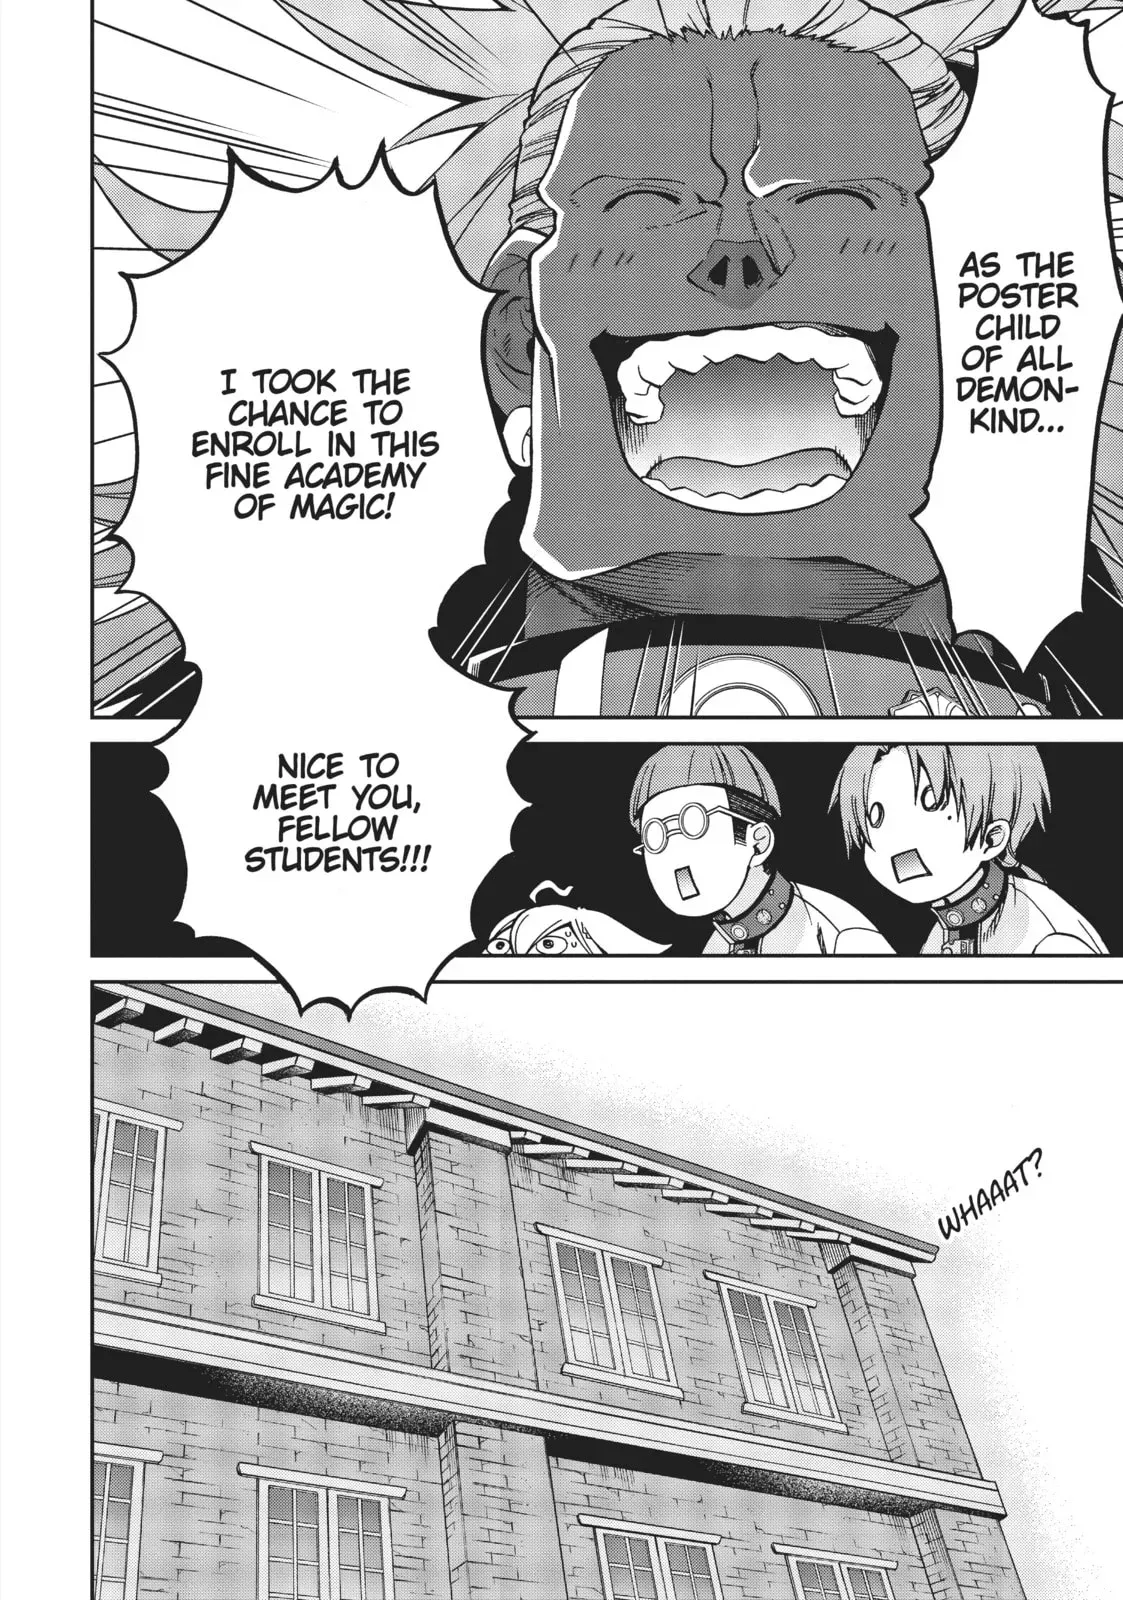 AS THE
POSTER
CHILD
OF ALL
DEMON-
KIND...
I TOOK THE
CHANCE TO
ENROLL IN THIS
FINE ACADEMY
OF MAGIC!
NICE TO
MEET YOU,
FELLOW
STUDENTS!!!
WHAAAT?